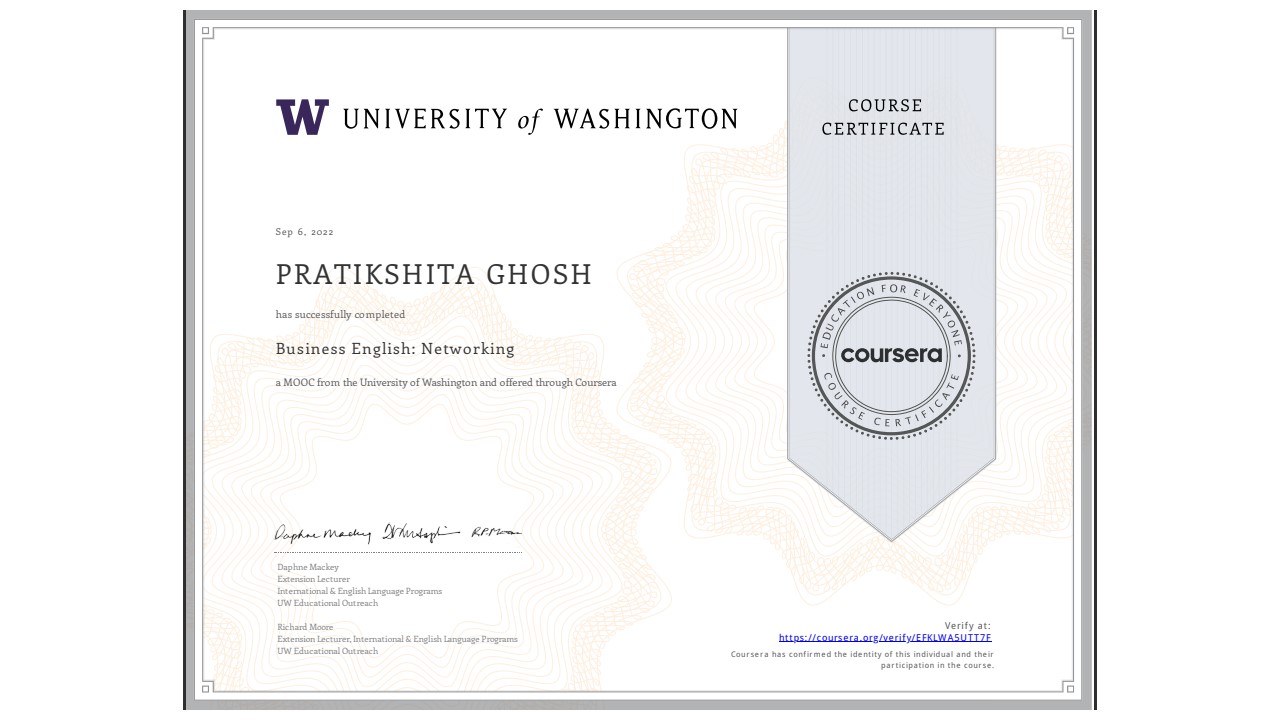 W UNIVERSITY of WASHINGTON
COURSE
CERTIFICATE
Sep 6, 2022
PRATIKSHITA GHOSH
has successfully completed
Business English: Networking
a MOOC from the University of Washington and offered through Coursera
EDUCATION FOR EVERYONE
coursera
COURSE CERTIFICATE
Daphne Mackey
Daphne Mackey
Extension Lecturer
International & English Language Programs
UW Educational Outreach
Richard Moore
Extension Lecturer, International & English Language Programs
UW Educational Outreach
Verify at:
https://coursera.org/verify/EFKLWA5UTT7F
Coursera has confirmed the identity of this individual and their
participation in the course.